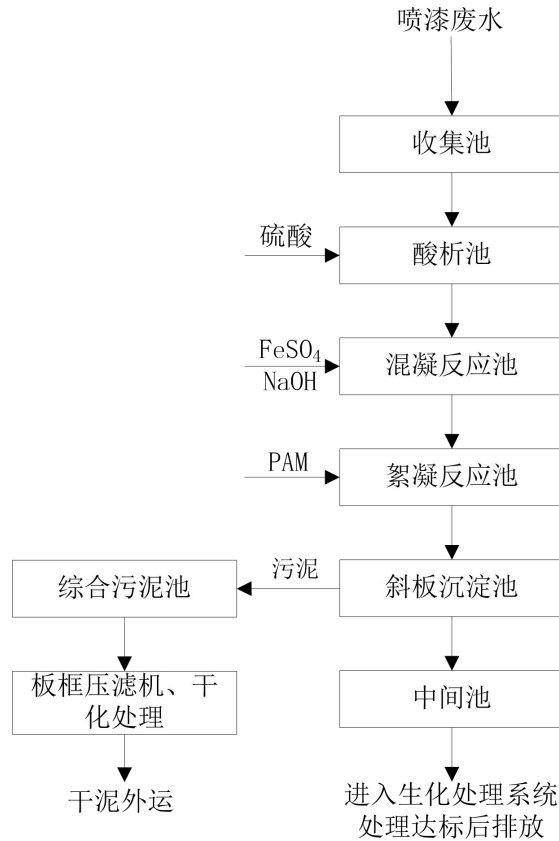 喷漆废水
收集池
硫酸
酸析池
FeSO₄
NaOH
混凝反应池
PAM
絮凝反应池
综合污泥池
污泥
斜板沉淀池
板框压滤机、干
化处理
中间池
干泥外运
进入生化处理系统
处理达标后排放